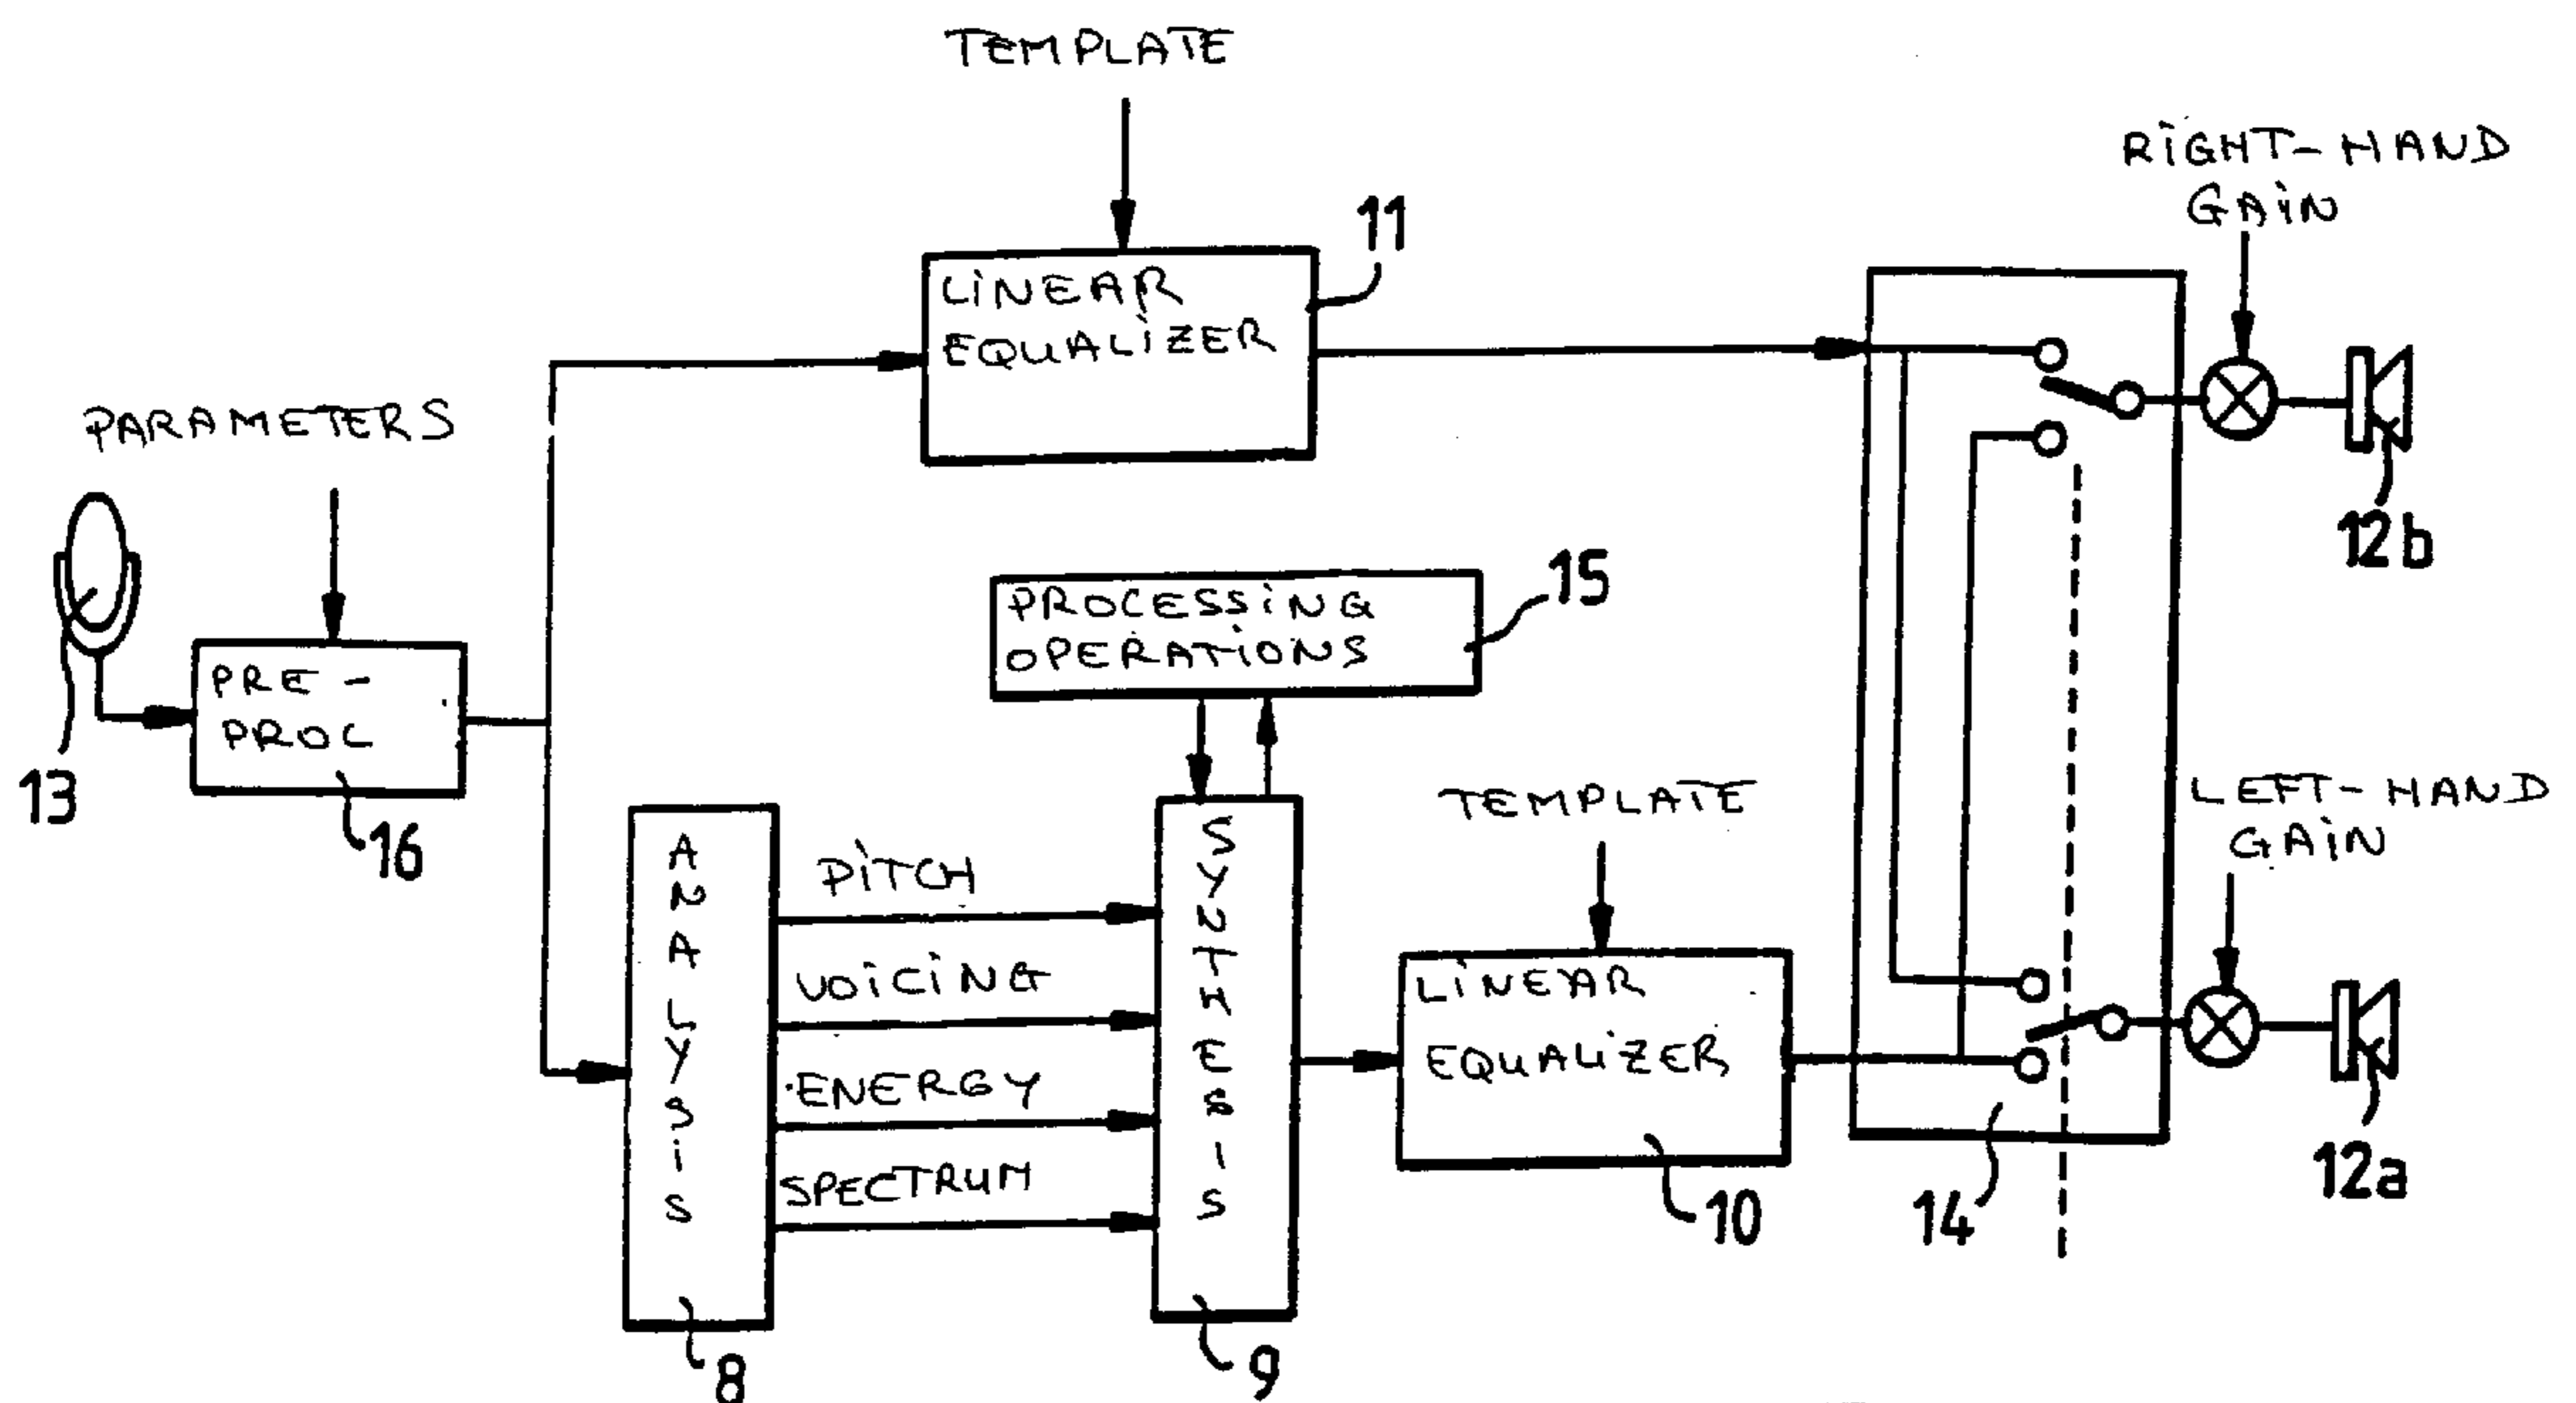 TEMPLATE
RIGHT-HAND
GAIN
11
LINEAR
EQUALIZER
PARAMETERS
12b
15
PROCESSING
OPERATIONS
PRE-
PROC
13
16
TEMPLATE
LEFT-HAND
GAIN
ANALYSIS
PITCH
VOICING
ENERGY
SPECTRUM
SYNTHESIS
LINEAR
EQUALIZER
12a
10
14
8
9